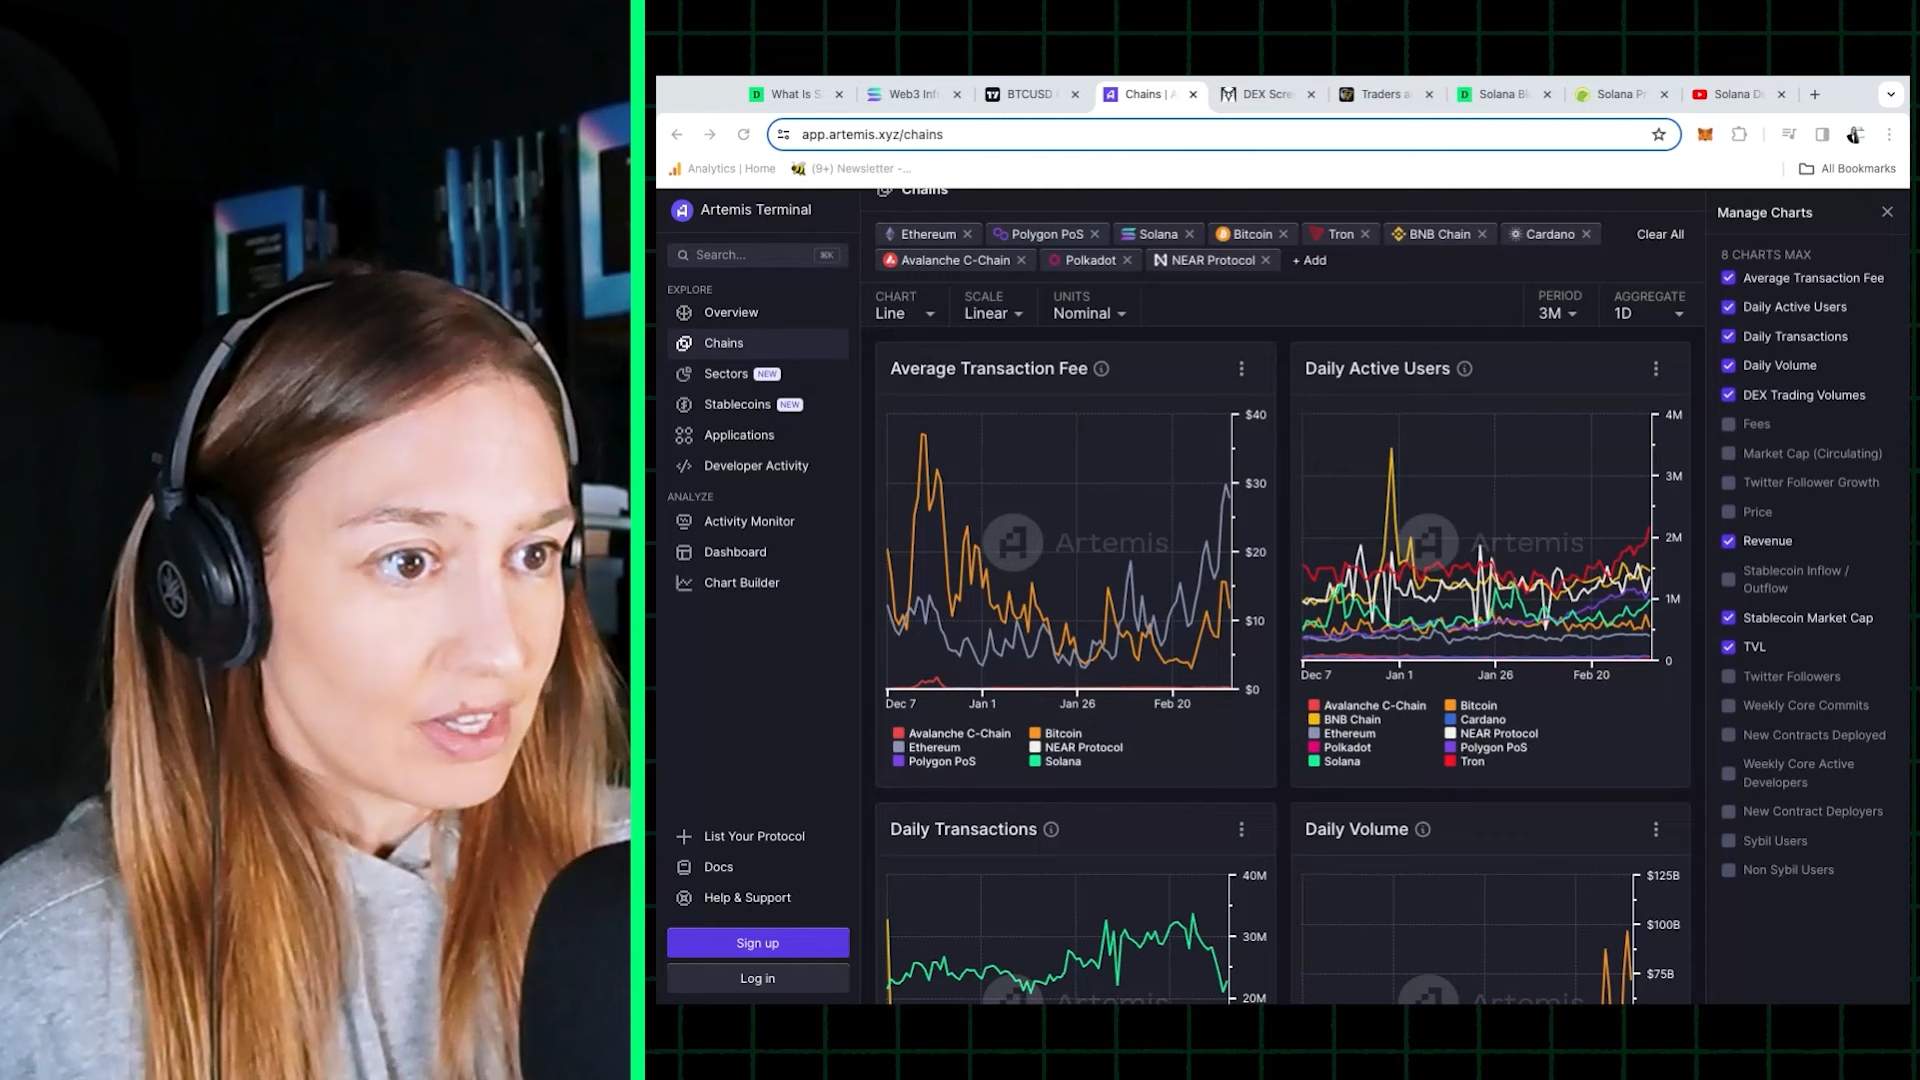 What Is S
Web3 Inf
BTCUSD
Chains | A
DEX Scre
Traders a
Solana Bl
Solana Pr
Solana D
app.artemis.xyz/chains
Analytics | Home
(9+) Newsletter -...
All Bookmarks
Artemis Terminal
Search...
⌘K
EXPLORE
Overview
Chains
Sectors NEW
Stablecoins NEW
Applications
Developer Activity
ANALYZE
Activity Monitor
Dashboard
Chart Builder
List Your Protocol
Docs
Help & Support
Sign up
Log in
Chains
Ethereum
Polygon PoS
Solana
Bitcoin
Tron
BNB Chain
Cardano
Clear All
Avalanche C-Chain
Polkadot
NEAR Protocol
+ Add
CHART
Line
SCALE
Linear
UNITS
Nominal
PERIOD
3M
AGGREGATE
1D
Average Transaction Fee
$40
$30
$20
$10
$0
Artemis
Dec 7
Jan 1
Jan 26
Feb 20
Avalanche C-Chain
Bitcoin
Ethereum
NEAR Protocol
Polygon PoS
Solana
Daily Active Users
4M
3M
2M
1M
0
Artemis
Dec 7
Jan 1
Jan 26
Feb 20
Avalanche C-Chain
Bitcoin
BNB Chain
Cardano
Ethereum
NEAR Protocol
Polkadot
Polygon PoS
Solana
Tron
Daily Transactions
40M
30M
20M
Artemis
Daily Volume
$125B
$100B
$75B
Artemis
Manage Charts
8 CHARTS MAX
Average Transaction Fee
Daily Active Users
Daily Transactions
Daily Volume
DEX Trading Volumes
Fees
Market Cap (Circulating)
Twitter Follower Growth
Price
Revenue
Stablecoin Inflow /
Outflow
Stablecoin Market Cap
TVL
Twitter Followers
Weekly Core Commits
New Contracts Deployed
Weekly Core Active
Developers
New Contract Deployers
Sybil Users
Non Sybil Users